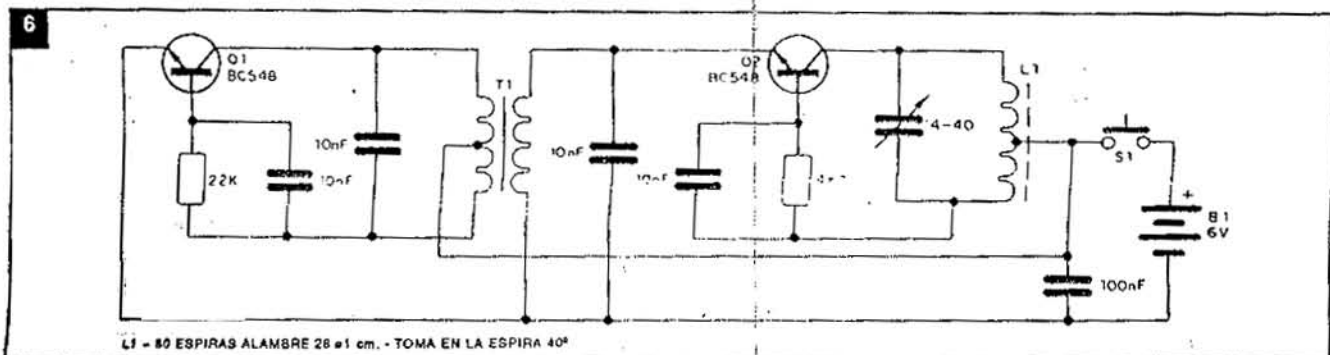 6
Q1
BC548
T1
Q2
BC548
L1
4-40
S1
+
B1
6V
22K
10nF
10nF
10nF
10nF
4k7
100nF
L1 - 80 ESPIRAS ALAMBRE 28 ø1 cm. - TOMA EN LA ESPIRA 40ª